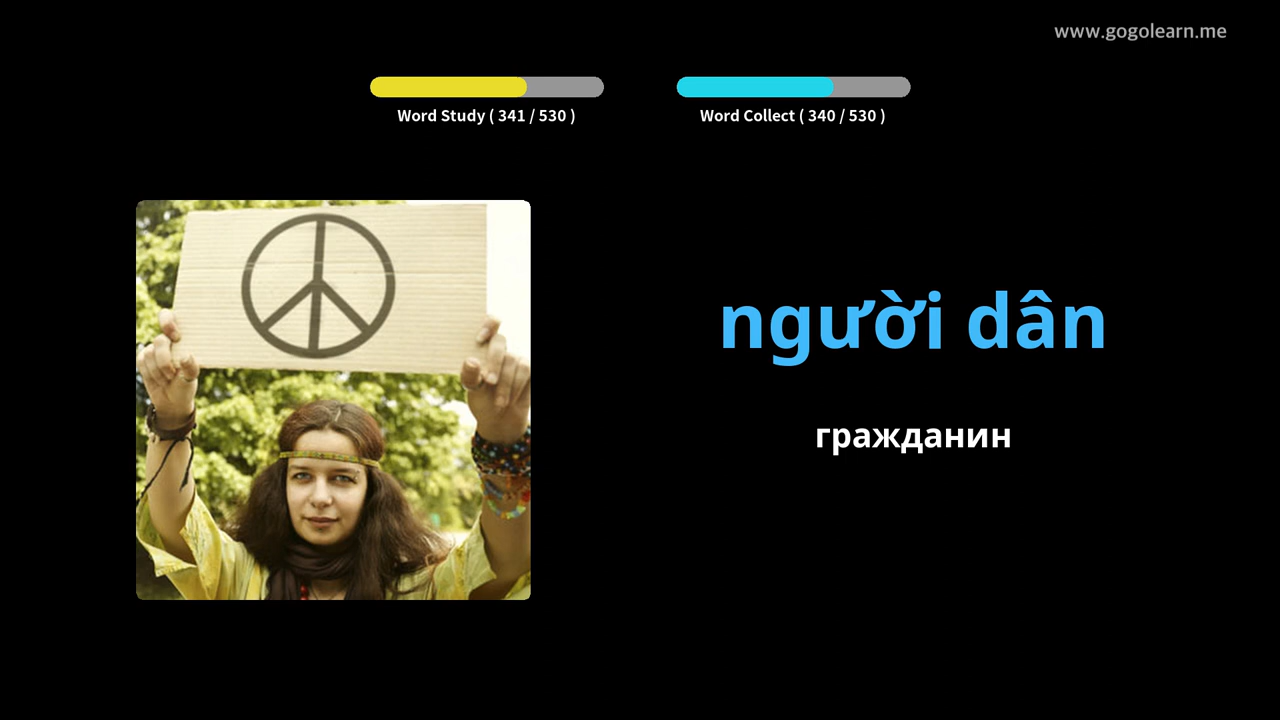 www.gogolearn.me
Word Study ( 341 / 530 )
Word Collect ( 340 / 530 )
người dân
гражданин